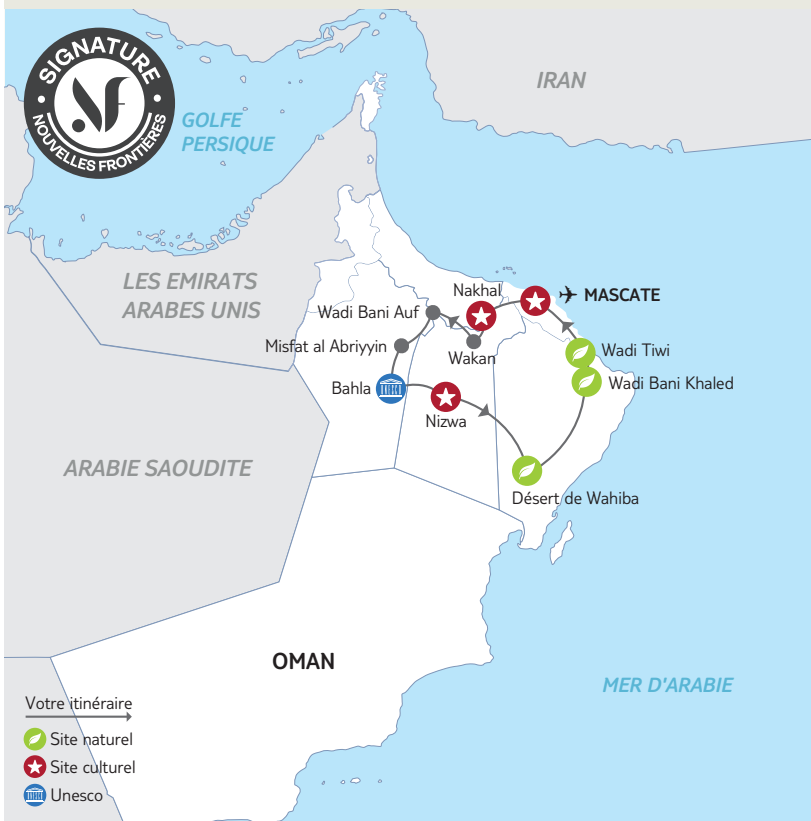 SIGNATURE
NOUVELLES FRONTIÈRES
NF
IRAN
GOLFE
PERSIQUE
LES EMIRATS
ARABES UNIS
Nakhal
MASCATE
Wadi Bani Auf
Misfat al Abriyyin
Wakan
Wadi Tiwi
Bahla
Wadi Bani Khaled
Nizwa
ARABIE SAOUDITE
Désert de Wahiba
OMAN
MER D'ARABIE
Votre itinéraire
Site naturel
Site culturel
Unesco